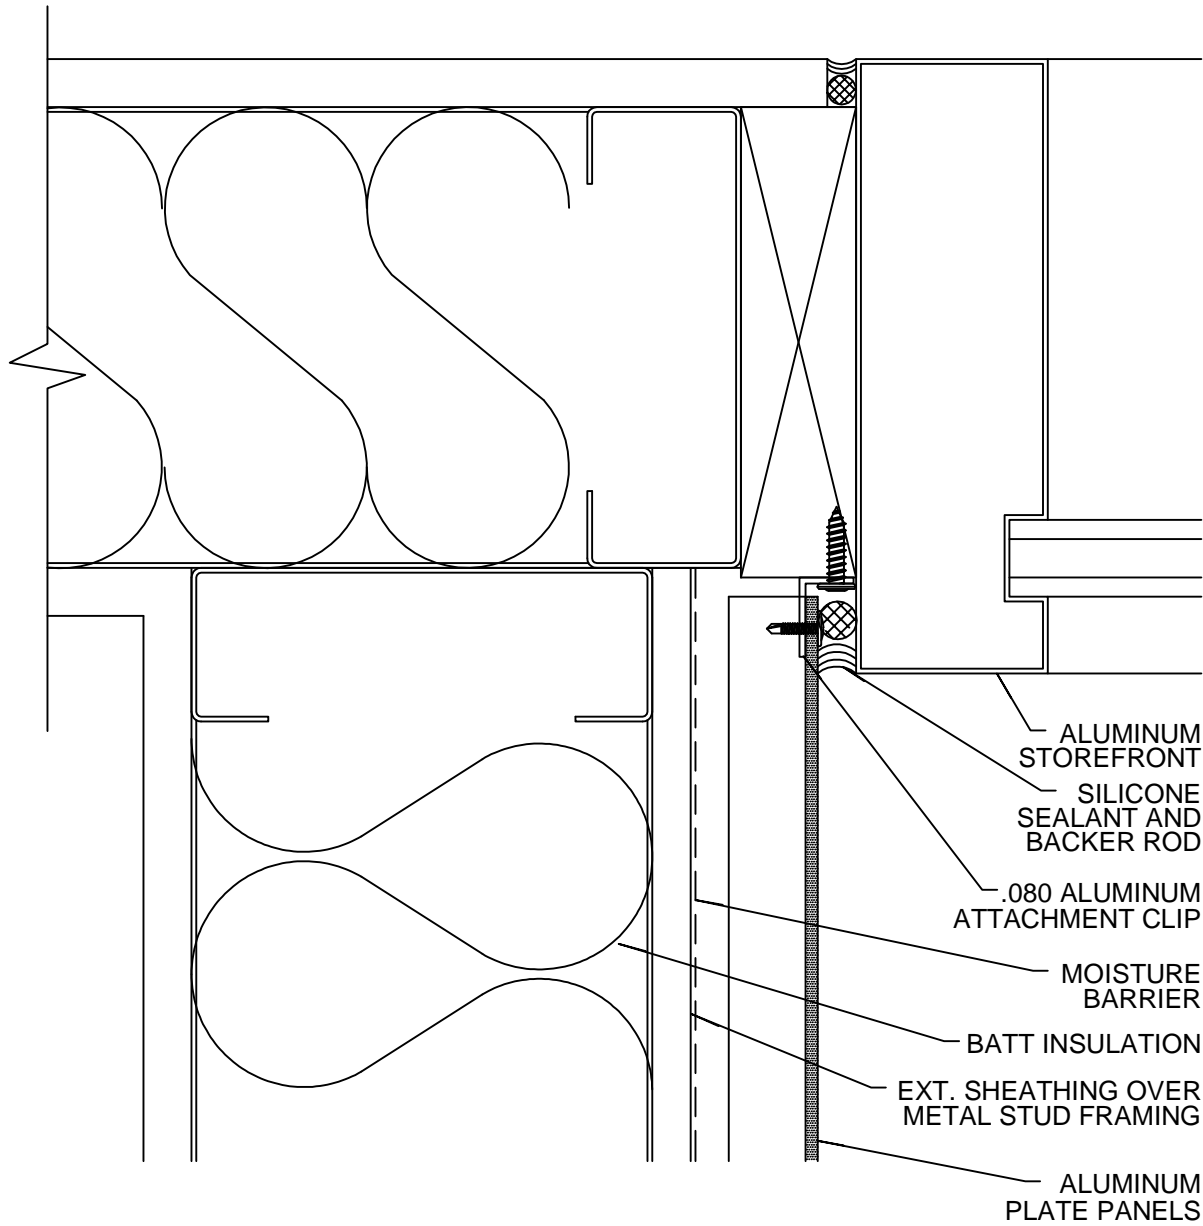 ALUMINUM
STOREFRONT
SILICONE
SEALANT AND
BACKER ROD
.080 ALUMINUM
ATTACHMENT CLIP
MOISTURE
BARRIER
BATT INSULATION
EXT. SHEATHING OVER
METAL STUD FRAMING
ALUMINUM
PLATE PANELS